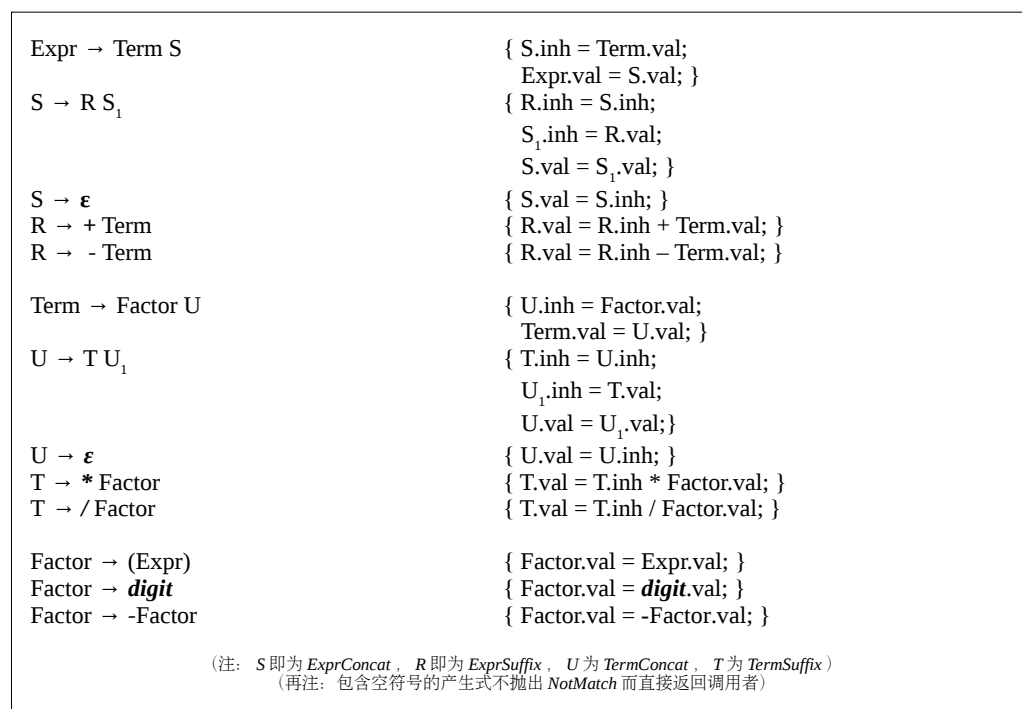 Expr → Term S { S.inh = Term.val;
Expr.val = S.val; }
S → R S₁ { R.inh = S.inh;
S₁.inh = R.val;
S.val = S₁.val; }
S → ε { S.val = S.inh; }
R → + Term { R.val = R.inh + Term.val; }
R → - Term { R.val = R.inh – Term.val; }
Term → Factor U { U.inh = Factor.val;
Term.val = U.val; }
U → T U₁ { T.inh = U.inh;
U₁.inh = T.val;
U.val = U₁.val;}
U → ε { U.val = U.inh; }
T → * Factor { T.val = T.inh * Factor.val; }
T → / Factor { T.val = T.inh / Factor.val; }
Factor → (Expr) { Factor.val = Expr.val; }
Factor → digit { Factor.val = digit.val; }
Factor → -Factor { Factor.val = -Factor.val; }
（注： S 即为 ExprConcat ， R 即为 ExprSuffix ， U 为 TermConcat ， T 为 TermSuffix ）
（再注：包含空符号的产生式不抛出 NotMatch 而直接返回调用者）